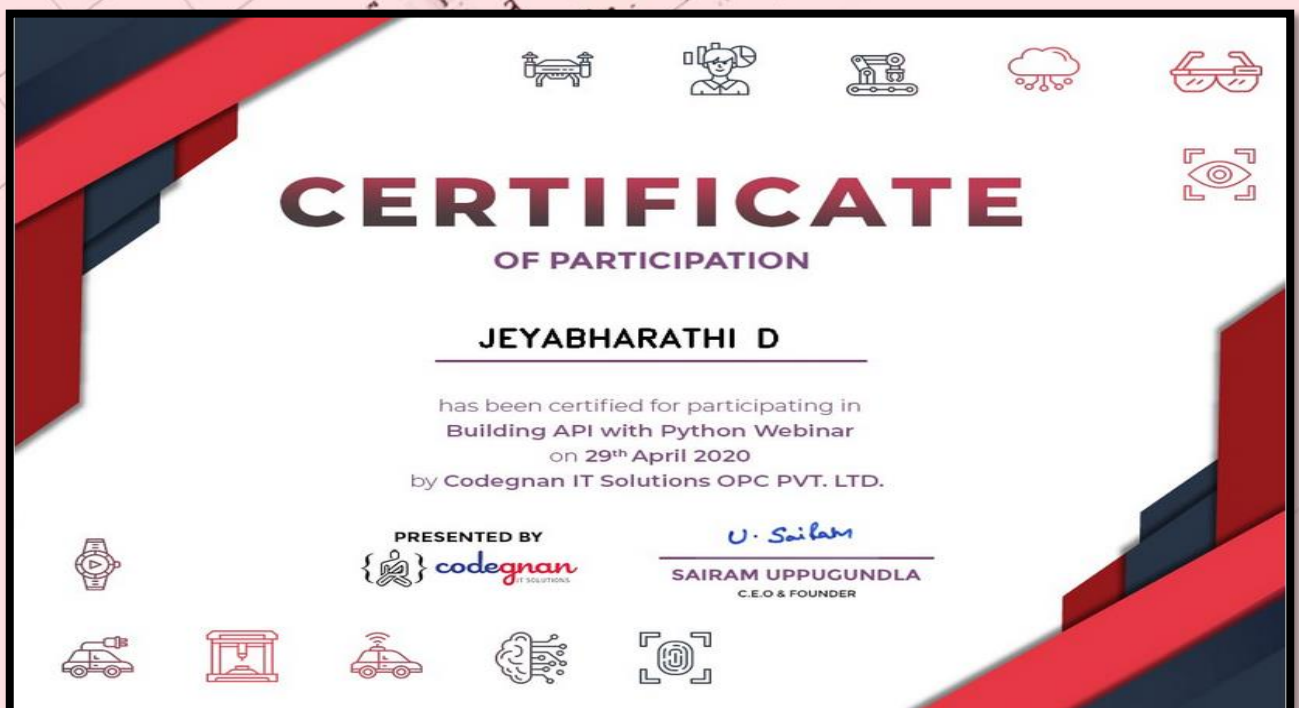 CERTIFICATE
OF PARTICIPATION
JEYABHARATHI D
has been certified for participating in
Building API with Python Webinar
on 29th April 2020
by Codegnan IT Solutions OPC PVT. LTD.
PRESENTED BY
{ } codegnan
IT SOLUTIONS
U. Sairam
SAIRAM UPPUGUNDLA
C.E.O & FOUNDER